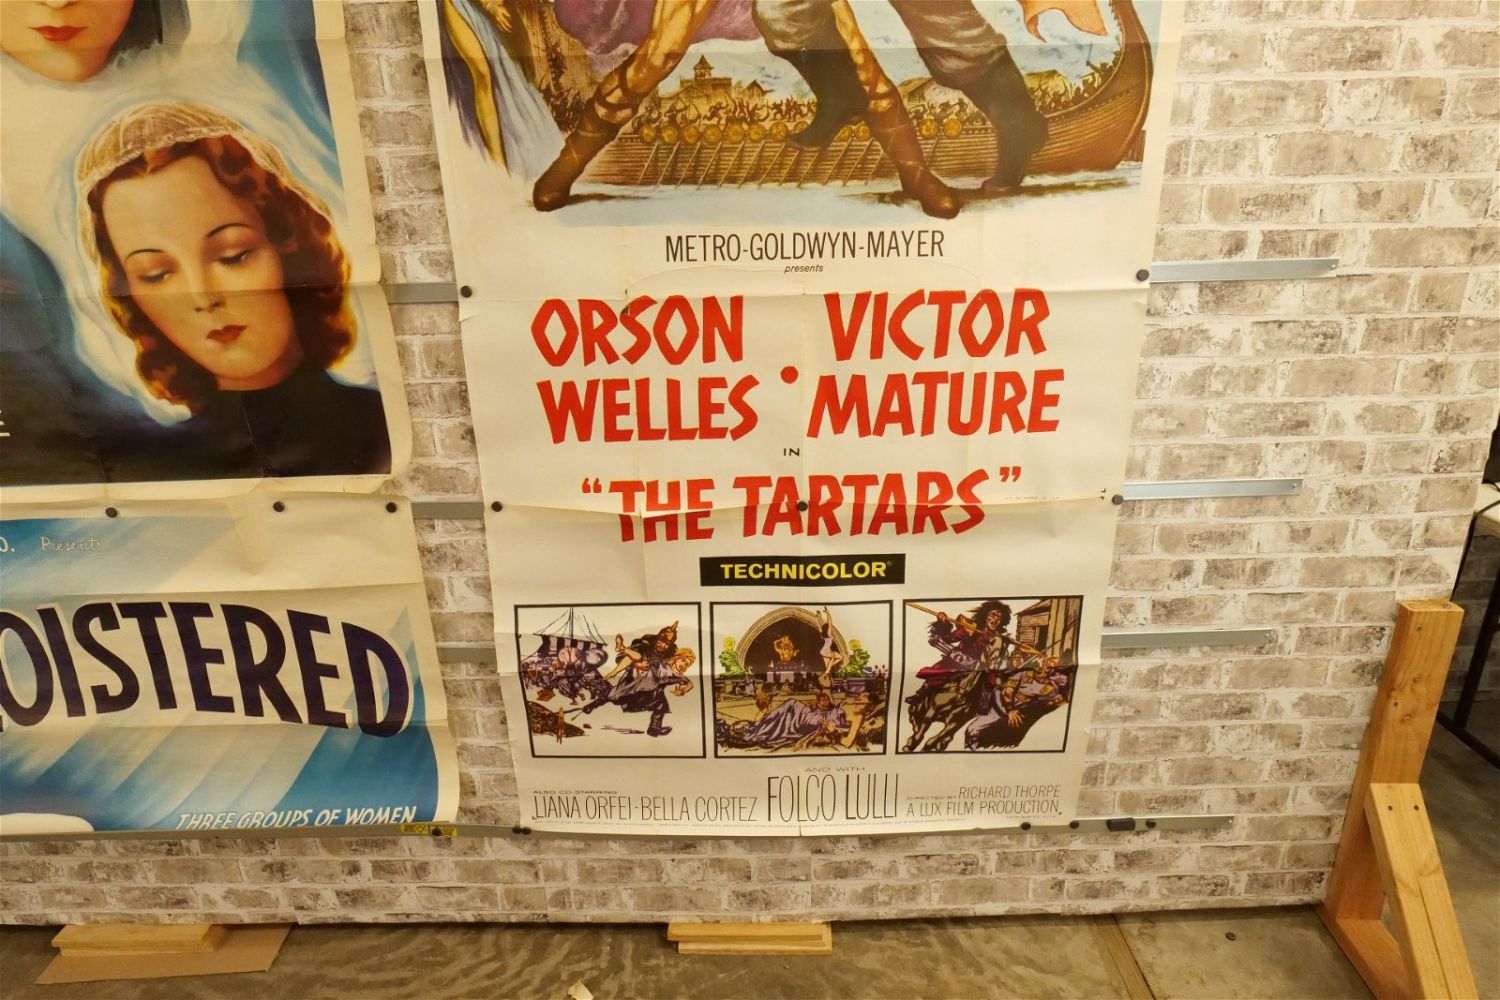 METRO-GOLDWYN-MAYER
presents
ORSON WELLES • VICTOR MATURE
IN
"THE TARTARS"
TECHNICOLOR
ALSO CO-STARRING
LIANA ORFEI · BELLA CORTEZ
AND WITH
FOLCO LULLI
DIRECTED BY RICHARD THORPE
A LUX FILM PRODUCTION
Presents
OISTERED
THREE GROUPS OF WOMEN